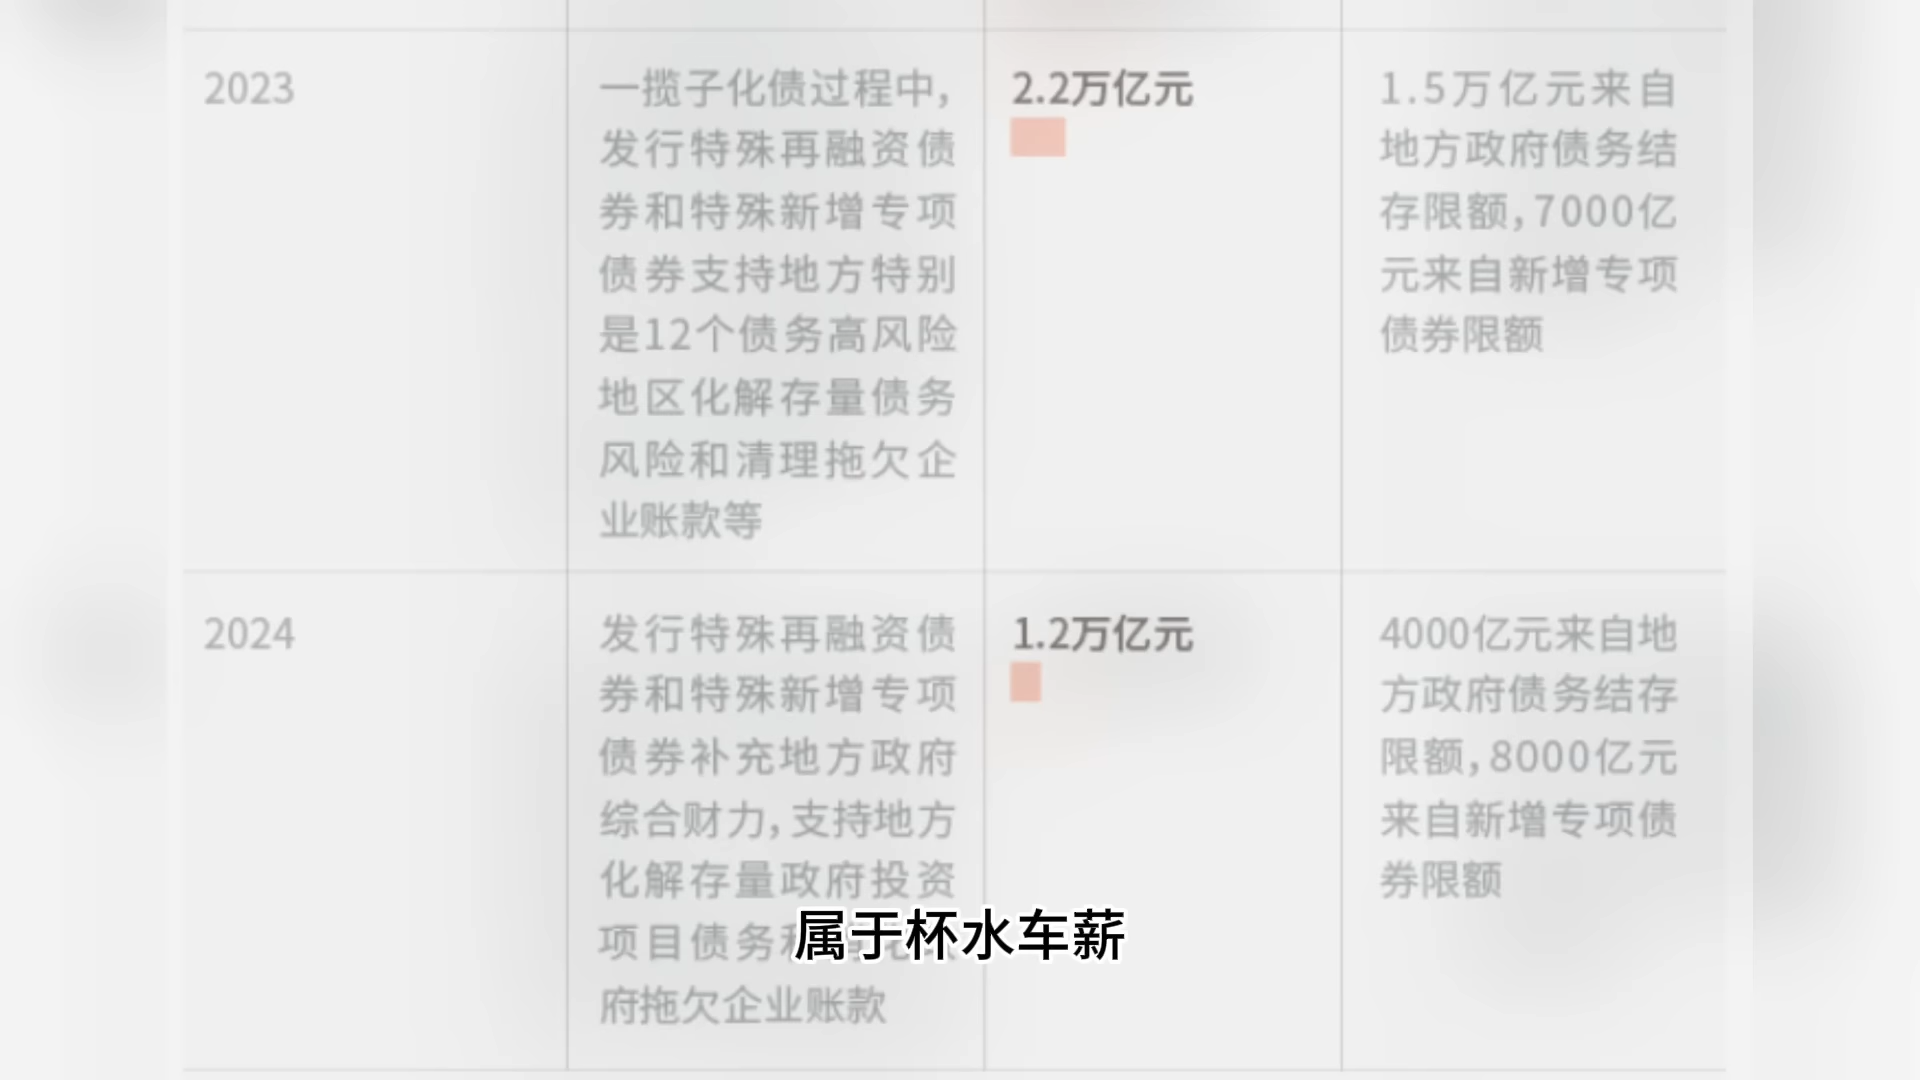 2023
一揽子化债过程中,
发行特殊再融资债
券和特殊新增专项
债券支持地方特别
是12个债务高风险
地区化解存量债务
风险和清理拖欠企
业账款等
2.2万亿元
1.5万亿元来自
地方政府债务结
存限额,7000亿
元来自新增专项
债券限额
2024
发行特殊再融资债
券和特殊新增专项
债券补充地方政府
综合财力,支持地方
化解存量政府投资
项目债务
府拖欠企业账款
1.2万亿元
4000亿元来自地
方政府债务结存
限额,8000亿元
来自新增专项债
券限额
属于杯水车薪